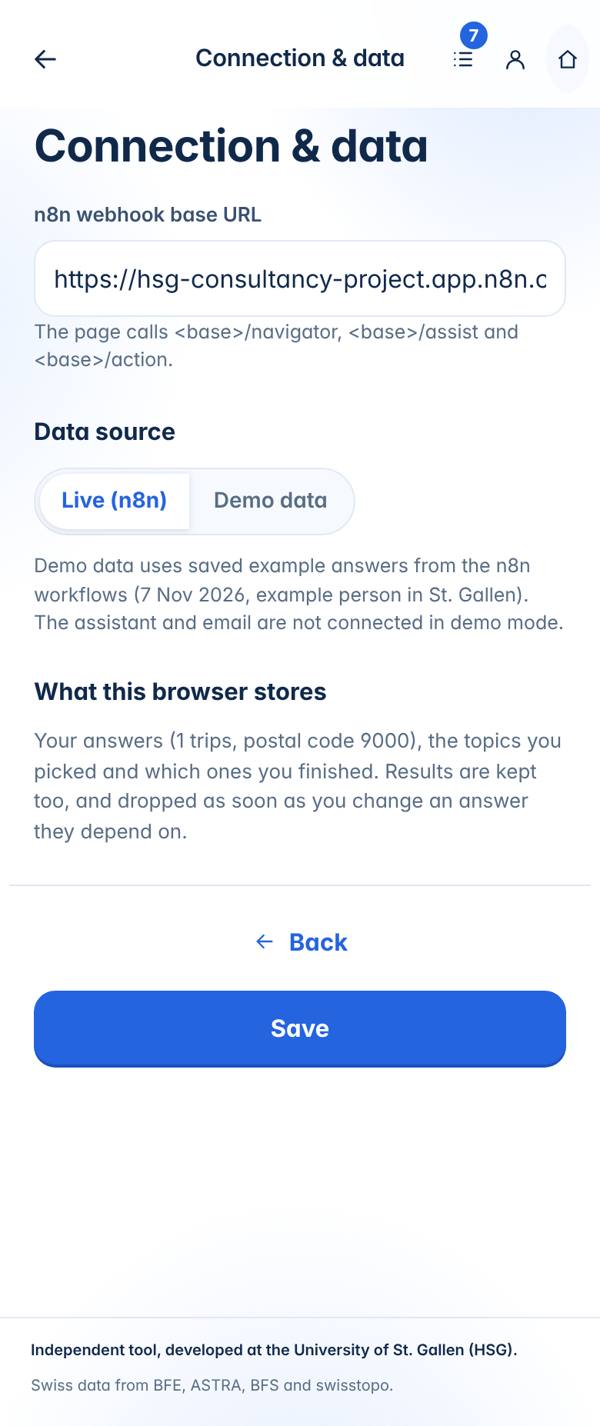 7
Connection & data
Connection & data
n8n webhook base URL
https://hsg-consultancy-project.app.n8n.c
The page calls <base>/navigator, <base>/assist and
<base>/action.
Data source
Live (n8n) Demo data
Demo data uses saved example answers from the n8n
workflows (7 Nov 2026, example person in St. Gallen).
The assistant and email are not connected in demo mode.
What this browser stores
Your answers (1 trips, postal code 9000), the topics you
picked and which ones you finished. Results are kept
too, and dropped as soon as you change an answer
they depend on.
Back
Save
Independent tool, developed at the University of St. Gallen (HSG).
Swiss data from BFE, ASTRA, BFS and swisstopo.